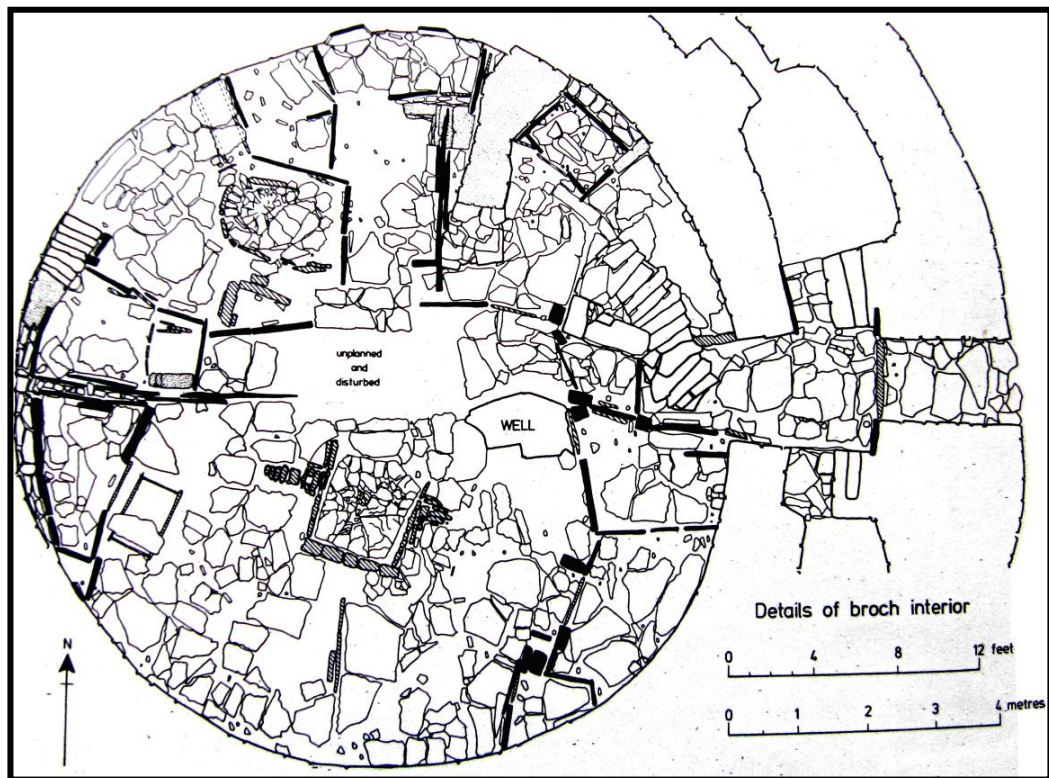 unplanned
and
disturbed
WELL
Details of broch interior
0 4 8 12 feet
0 1 2 3 4 metres
N